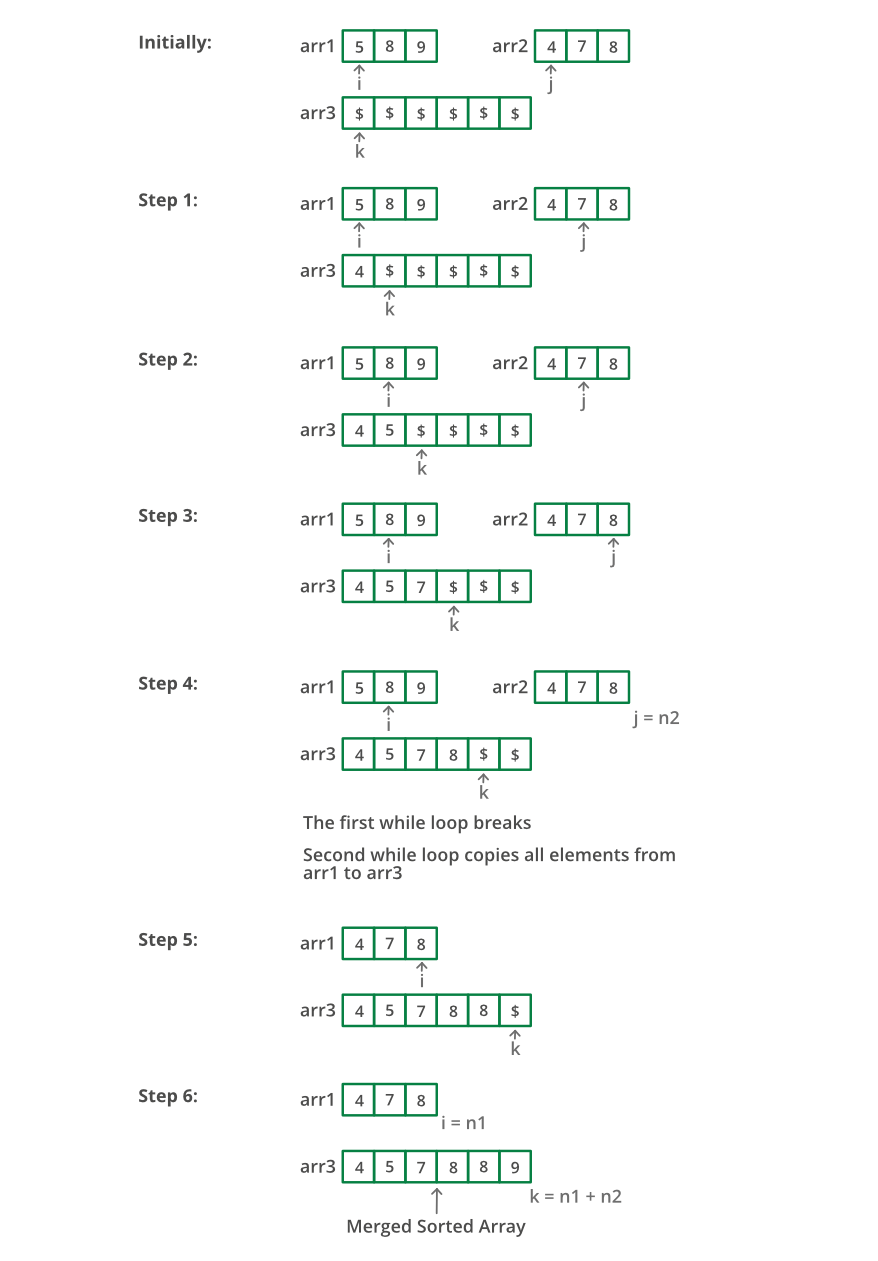 Initially: arr1 5 8 9 arr2 4 7 8
i j
arr3 $ $ $ $ $ $
k
Step 1: arr1 5 8 9 arr2 4 7 8
i j
arr3 4 $ $ $ $ $
k
Step 2: arr1 5 8 9 arr2 4 7 8
i j
arr3 4 5 $ $ $ $
k
Step 3: arr1 5 8 9 arr2 4 7 8
i j
arr3 4 5 7 $ $ $
k
Step 4: arr1 5 8 9 arr2 4 7 8
i j = n2
arr3 4 5 7 8 $ $
k
The first while loop breaks
Second while loop copies all elements from
arr1 to arr3
Step 5: arr1 4 7 8
i
arr3 4 5 7 8 8 $
k
Step 6: arr1 4 7 8
i = n1
arr3 4 5 7 8 8 9
k = n1 + n2
Merged Sorted Array